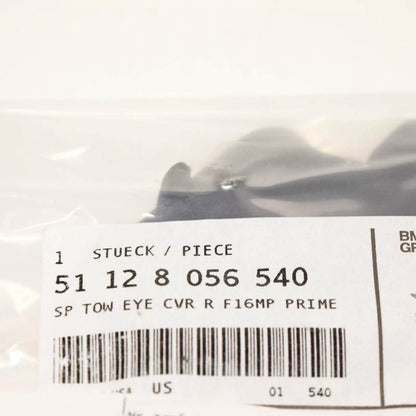 1 STUECK / PIECE
51 12 8 056 540
SP TOW EYE CVR R F16MP PRIME
US 01 540